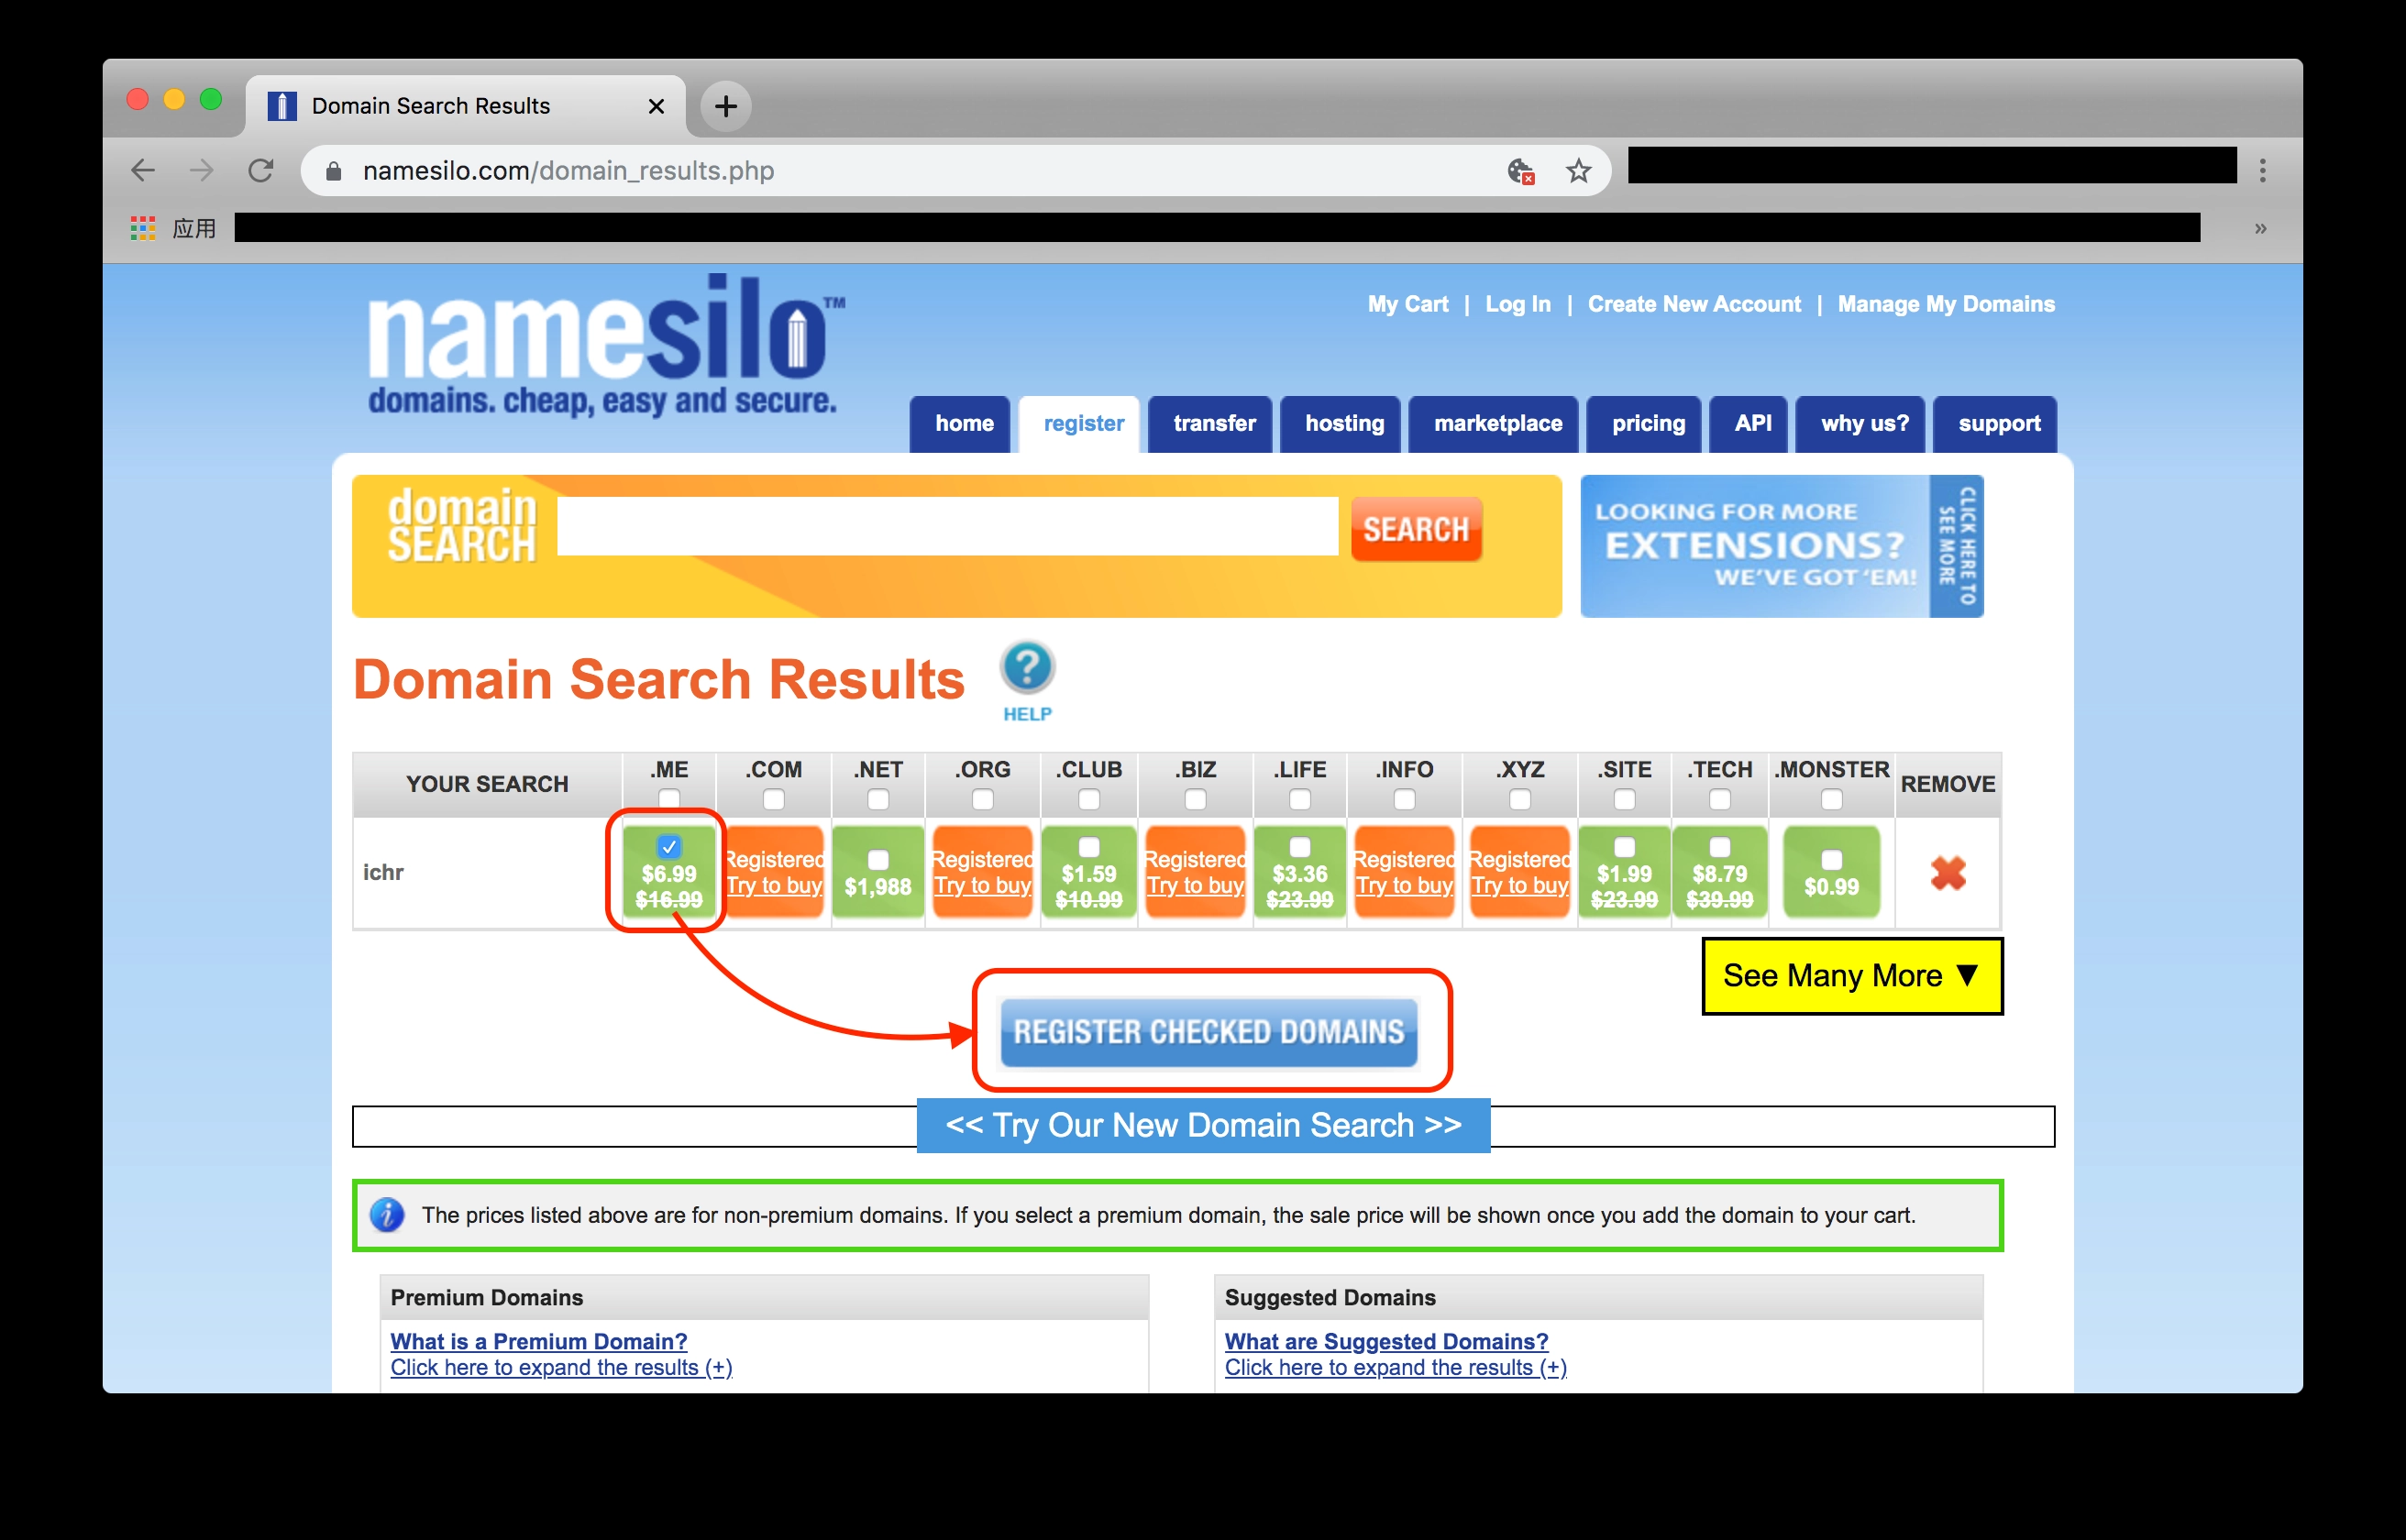 Domain Search Results
namesilo.com/domain_results.php
应用
»
namesilo™
domains. cheap, easy and secure.
My Cart | Log In | Create New Account | Manage My Domains
home register transfer hosting marketplace pricing API why us? support
domain
SEARCH
SEARCH
LOOKING FOR MORE
EXTENSIONS?
WE'VE GOT 'EM!
CLICK HERE TO
SEE MORE
Domain Search Results
?
HELP
YOUR SEARCH .ME .COM .NET .ORG .CLUB .BIZ .LIFE .INFO .XYZ .SITE .TECH .MONSTER REMOVE
ichr
$6.99
$16.99
Registered
Try to buy
$1,988
Registered
Try to buy
$1.59
$10.99
Registered
Try to buy
$3.36
$23.99
Registered
Try to buy
Registered
Try to buy
$1.99
$23.99
$8.79
$39.99
$0.99
See Many More ▼
REGISTER CHECKED DOMAINS
<< Try Our New Domain Search >>
i
The prices listed above are for non-premium domains. If you select a premium domain, the sale price will be shown once you add the domain to your cart.
Premium Domains
What is a Premium Domain?
Click here to expand the results (+)
Suggested Domains
What are Suggested Domains?
Click here to expand the results (+)